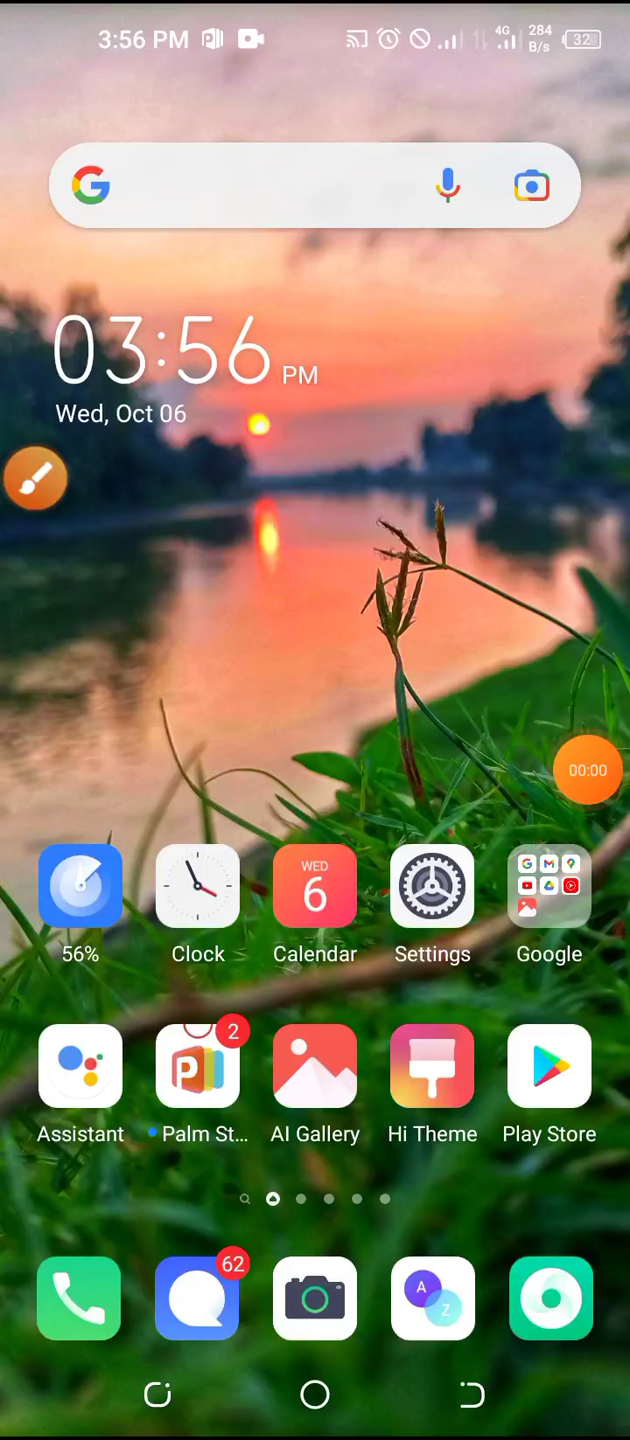 3:56 PM 4G 284 B/s 32
03:56 PM
Wed, Oct 06
00:00
WED
6
56% Clock Calendar Settings Google
2
Assistant Palm St... AI Gallery Hi Theme Play Store
62
A
Z